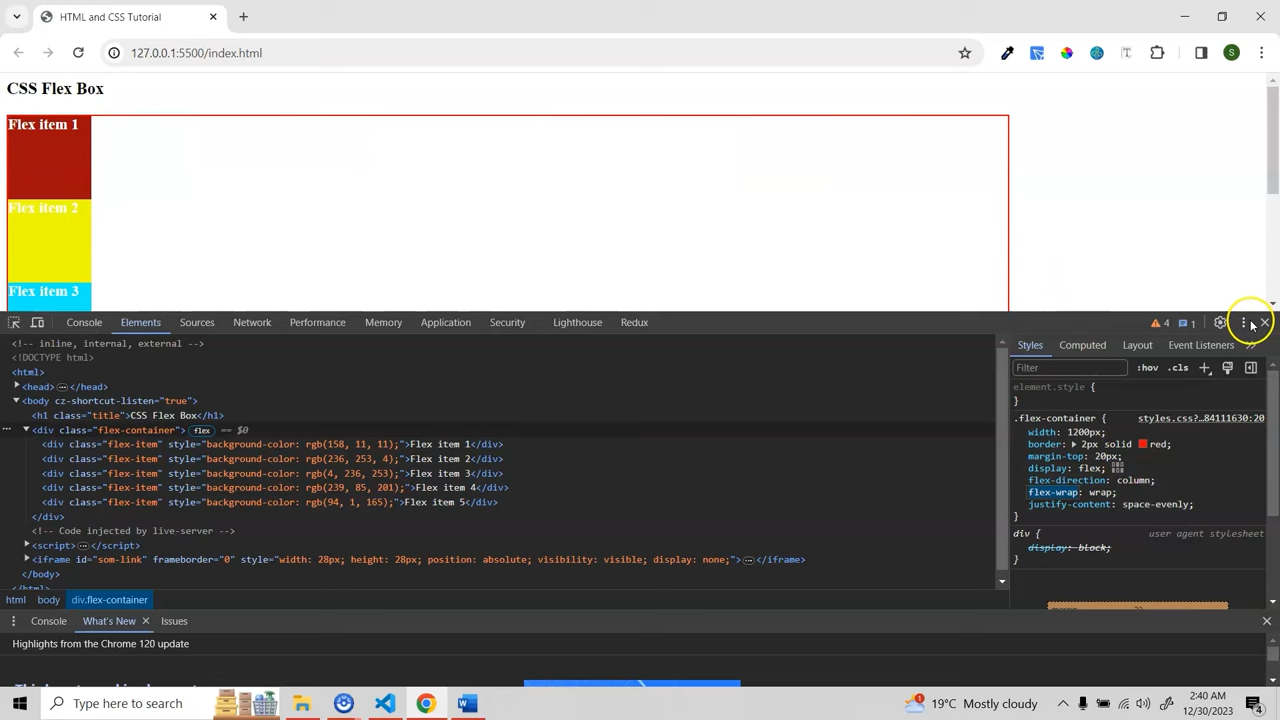 HTML and CSS Tutorial
127.0.0.1:5500/index.html
S
CSS Flex Box
Flex item 1
Flex item 2
Flex item 3
Console Elements Sources Network Performance Memory Application Security Lighthouse Redux 4 1
<!-- inline, internal, external -->
<!DOCTYPE html>
<html>
<head> … </head>
<body cz-shortcut-listen="true">
<h1 class="title">CSS Flex Box</h1>
<div class="flex-container"> flex == $0
<div class="flex-item" style="background-color: rgb(158, 11, 11);">Flex item 1</div>
<div class="flex-item" style="background-color: rgb(236, 253, 4);">Flex item 2</div>
<div class="flex-item" style="background-color: rgb(4, 236, 253);">Flex item 3</div>
<div class="flex-item" style="background-color: rgb(239, 85, 201);">Flex item 4</div>
<div class="flex-item" style="background-color: rgb(94, 1, 165);">Flex item 5</div>
</div>
<!-- Code injected by live-server -->
<script> … </script>
<iframe id="som-link" frameborder="0" style="width: 28px; height: 28px; position: absolute; visibility: visible; display: none;"> … </iframe>
</body>
</html>
html body div.flex-container
Styles Computed Layout Event Listeners
Filter :hov .cls
element.style {
}
.flex-container { styles.css?…84111630:20
width: 1200px;
border: 2px solid red;
margin-top: 20px;
display: flex;
flex-direction: column;
flex-wrap: wrap;
justify-content: space-evenly;
}
div { user agent stylesheet
display: block;
}
Console What's New Issues
Highlights from the Chrome 120 update
Type here to search
1 19°C Mostly cloudy
2:40 AM
12/30/2023
4